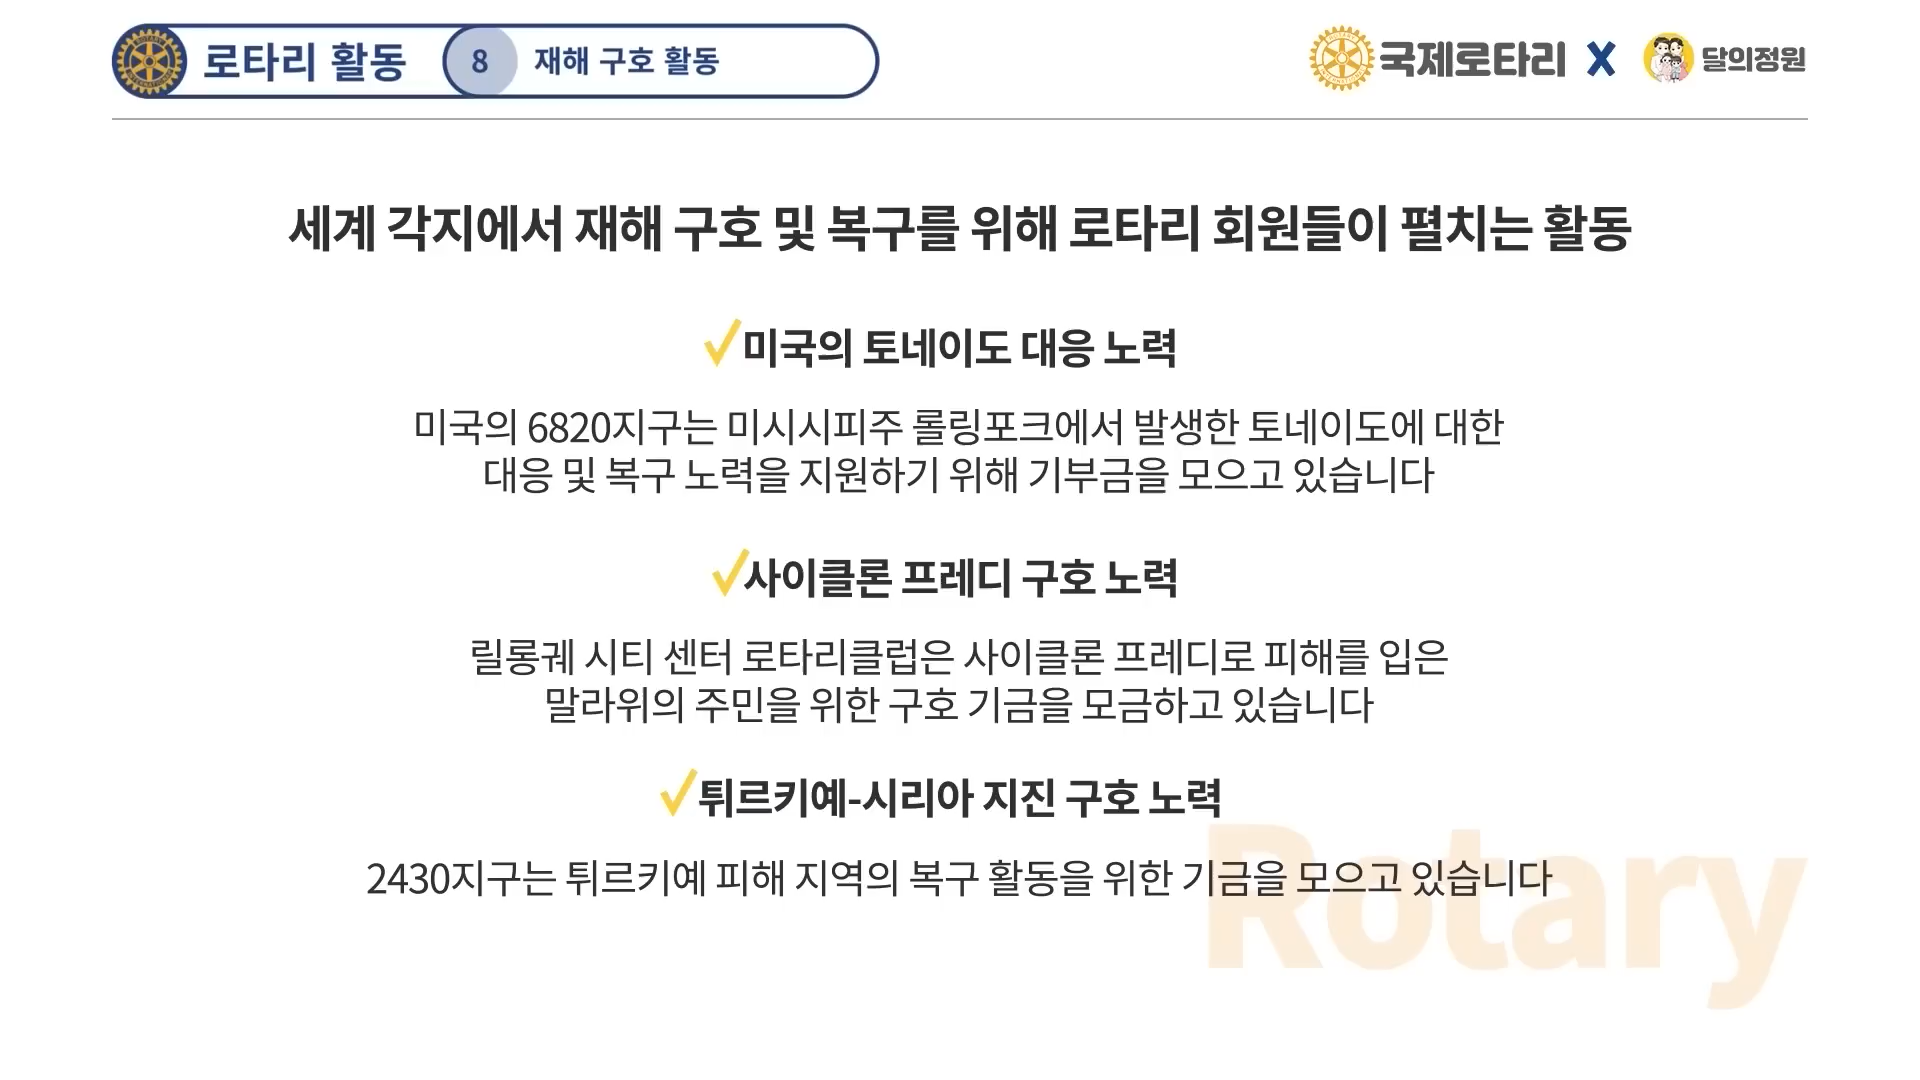 로타리 활동 8 재해 구호 활동
국제로타리 X 달의정원
세계 각지에서 재해 구호 및 복구를 위해 로타리 회원들이 펼치는 활동
미국의 토네이도 대응 노력
미국의 6820지구는 미시시피주 롤링포크에서 발생한 토네이도에 대한
대응 및 복구 노력을 지원하기 위해 기부금을 모으고 있습니다
사이클론 프레디 구호 노력
릴롱궤 시티 센터 로타리클럽은 사이클론 프레디로 피해를 입은
말라위의 주민을 위한 구호 기금을 모금하고 있습니다
튀르키예-시리아 지진 구호 노력
2430지구는 튀르키예 피해 지역의 복구 활동을 위한 기금을 모으고 있습니다
Rotary